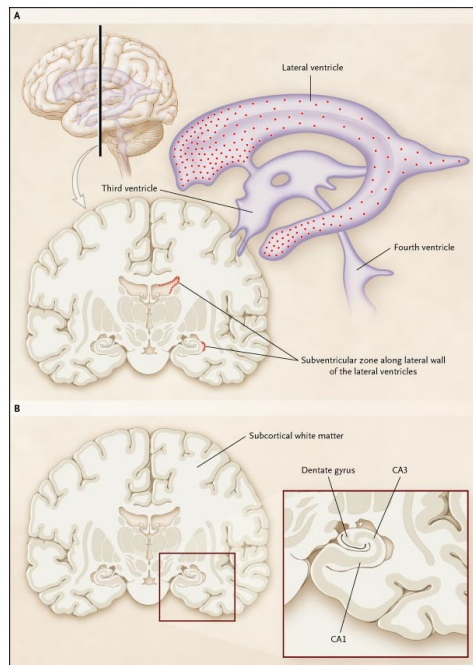 A
Lateral ventricle
Third ventricle
Fourth ventricle
Subventricular zone along lateral wall
of the lateral ventricles
B
Subcortical white matter
Dentate gyrus
CA3
CA1